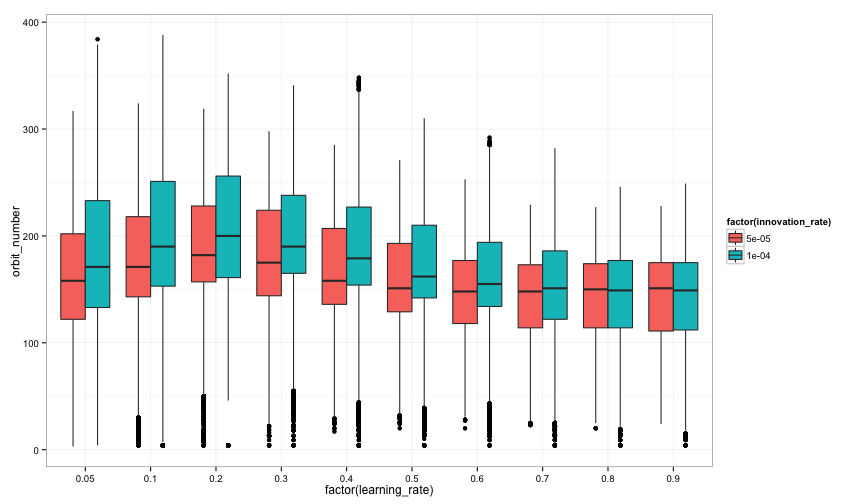 400
300
200
100
0
orbit_number
0.05 0.1 0.2 0.3 0.4 0.5 0.6 0.7 0.8 0.9
factor(learning_rate)
factor(innovation_rate)
5e-05
1e-04